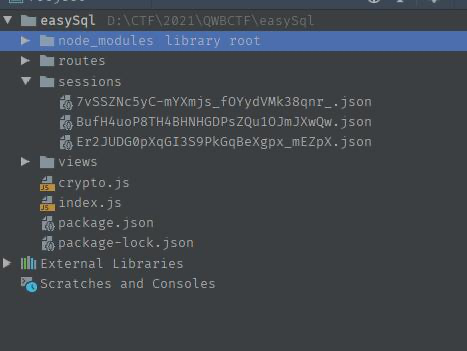 easySql D:\CTF\2021\QWBCTF\easySql
node_modules library root
routes
sessions
7vSSZNc5yC-mYXmjs_fOYydVMk38qnr_.json
BufH4uoP8TH4BHNHGDPsZQu1OJmJXwQw.json
Er2JUDG0pXqGI3S9PkGqBeXgpx_mEZpX.json
views
crypto.js
index.js
package.json
package-lock.json
External Libraries
Scratches and Consoles